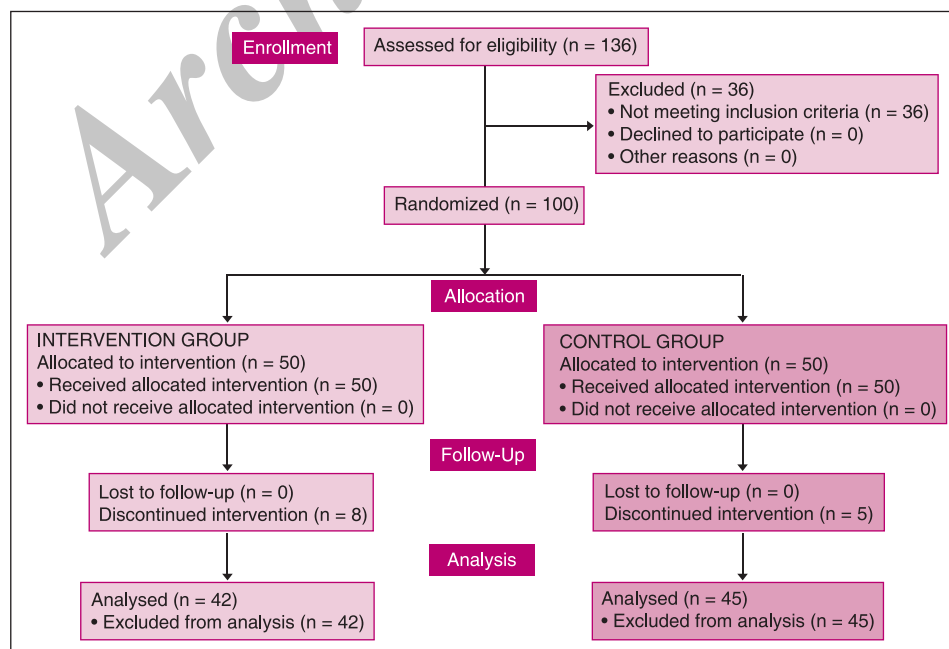 Enrollment
Assessed for eligibility (n = 136)
Excluded (n = 36)
• Not meeting inclusion criteria (n = 36)
• Declined to participate (n = 0)
• Other reasons (n = 0)
Randomized (n = 100)
Allocation
INTERVENTION GROUP
Allocated to intervention (n = 50)
• Received allocated intervention (n = 50)
• Did not receive allocated intervention (n = 0)
CONTROL GROUP
Allocated to intervention (n = 50)
• Received allocated intervention (n = 50)
• Did not receive allocated intervention (n = 0)
Follow-Up
Lost to follow-up (n = 0)
Discontinued intervention (n = 8)
Lost to follow-up (n = 0)
Discontinued intervention (n = 5)
Analysis
Analysed (n = 42)
• Excluded from analysis (n = 42)
Analysed (n = 45)
• Excluded from analysis (n = 45)